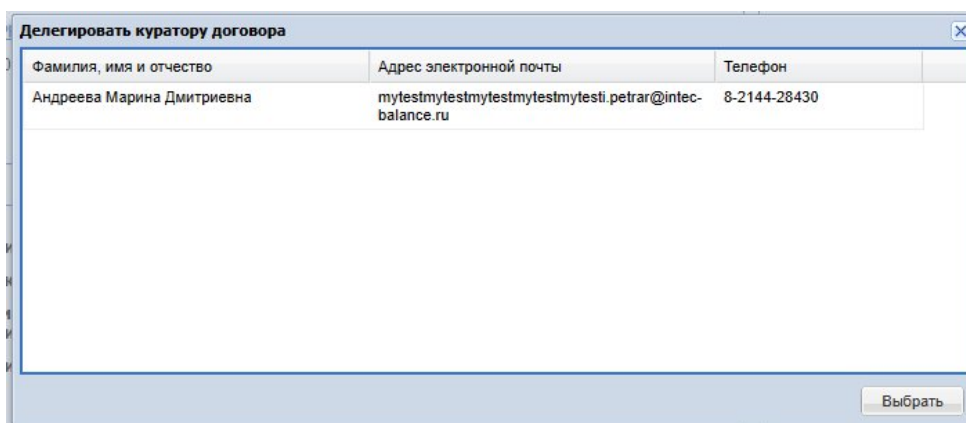 Делегировать куратору договора
Фамилия, имя и отчество Адрес электронной почты Телефон
Андреева Марина Дмитриевна mytestmytestmytestmytestmytesti.petrar@intec- 8-2144-28430
balance.ru
Выбрать